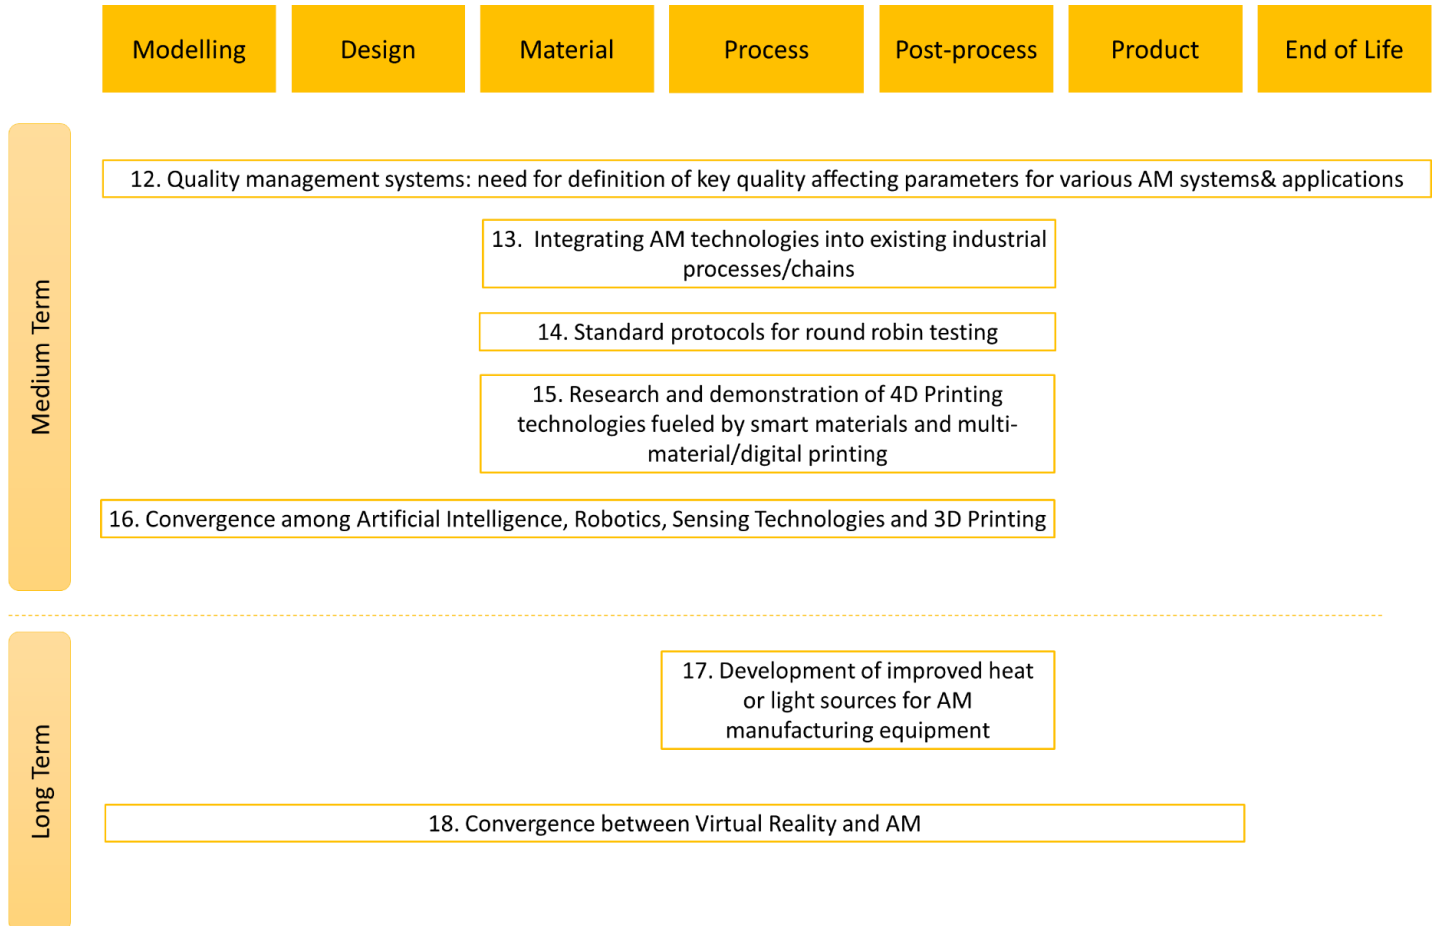 Modelling
Design
Material
Process
Post-process
Product
End of Life
Medium Term
12. Quality management systems: need for definition of key quality affecting parameters for various AM systems& applications
13.  Integrating AM technologies into existing industrial
processes/chains
14. Standard protocols for round robin testing
15. Research and demonstration of 4D Printing
technologies fueled by smart materials and multi-
material/digital printing
16. Convergence among Artificial Intelligence, Robotics, Sensing Technologies and 3D Printing
Long Term
17. Development of improved heat
or light sources for AM
manufacturing equipment
18. Convergence between Virtual Reality and AM